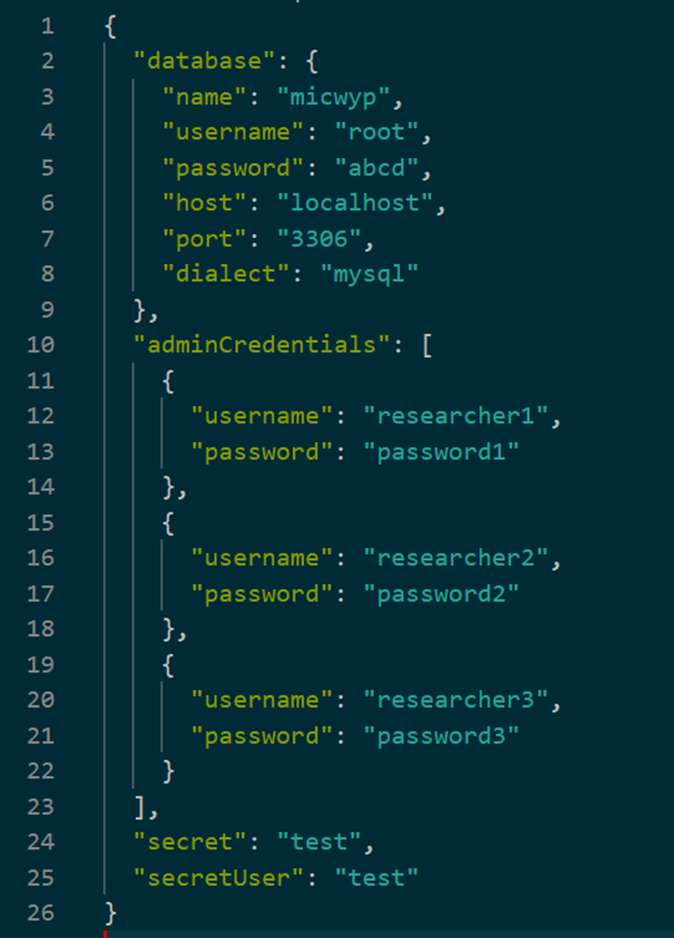 1 {
2 "database": {
3 "name": "micwyp",
4 "username": "root",
5 "password": "abcd",
6 "host": "localhost",
7 "port": "3306",
8 "dialect": "mysql"
9 },
10 "adminCredentials": [
11 {
12 "username": "researcher1",
13 "password": "password1"
14 },
15 {
16 "username": "researcher2",
17 "password": "password2"
18 },
19 {
20 "username": "researcher3",
21 "password": "password3"
22 }
23 ],
24 "secret": "test",
25 "secretUser": "test"
26 }